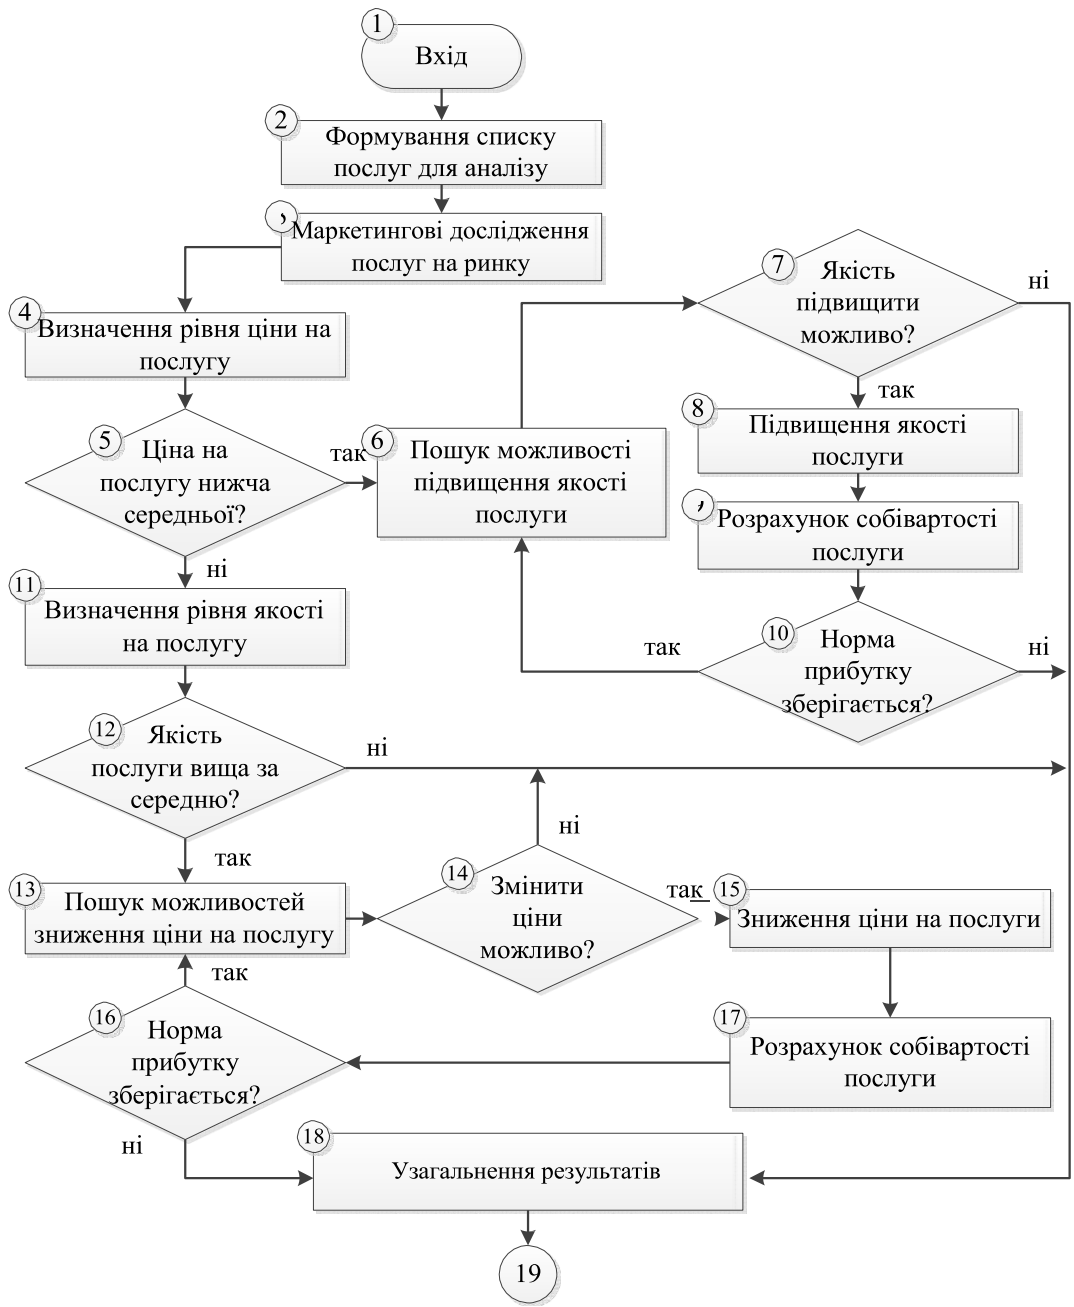 1
Вхід
2
Формування списку
послуг для аналізу
Маркетингові дослідження
послуг на ринку
4
Визначення рівня ціни на
послугу
5
Ціна на
послугу нижча
середньої?
так
ні
6
Пошук можливості
підвищення якості
послуги
7
Якість
підвищити
можливо?
ні
так
8
Підвищення якості
послуги
Розрахунок собівартості
послуги
10
Норма
прибутку
зберігається?
так
ні
11
Визначення рівня якості
на послугу
12
Якість
послуги вища за
середню?
ні
так
13
Пошук можливостей
зниження ціни на послугу
14
Змінити
ціни
можливо?
ні
так
15
Зниження ціни на послуги
16
Норма
прибутку
зберігається?
так
ні
17
Розрахунок собівартості
послуги
18
Узагальнення результатів
19